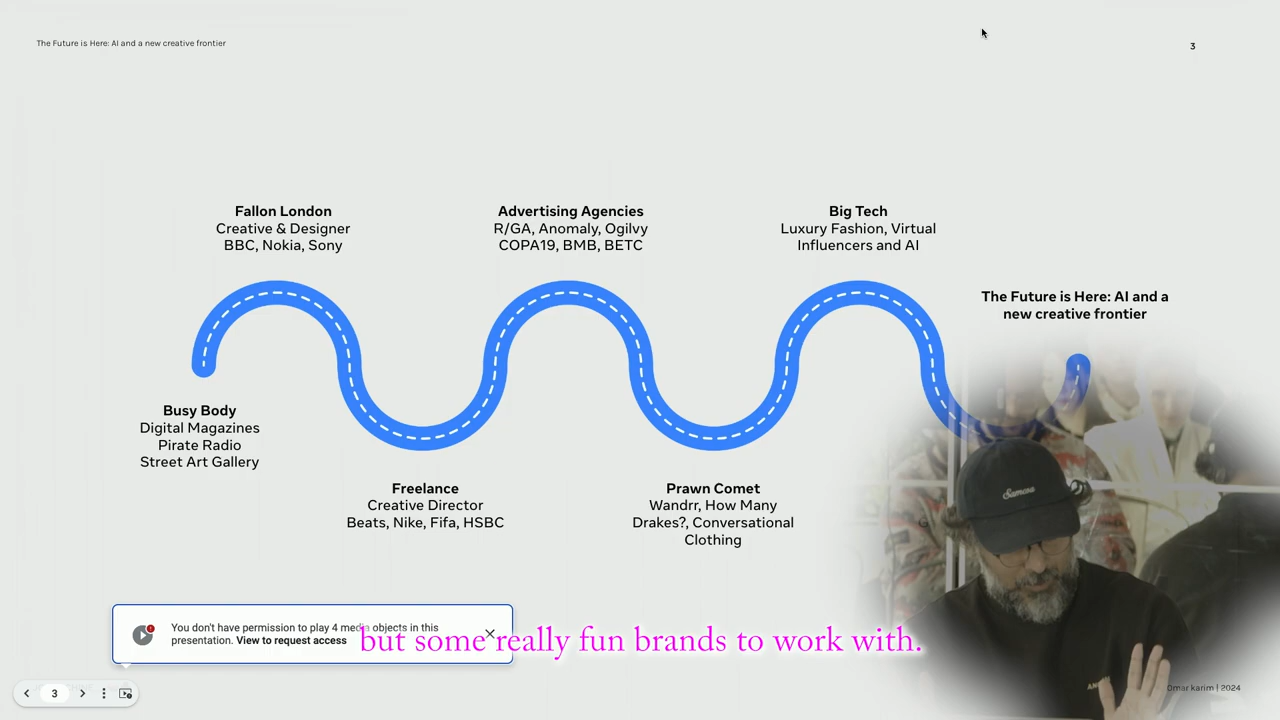 The Future is Here: AI and a new creative frontier
3
Fallon London
Creative & Designer
BBC, Nokia, Sony
Advertising Agencies
R/GA, Anomaly, Ogilvy
COPA19, BMB, BETC
Big Tech
Luxury Fashion, Virtual
Influencers and AI
The Future is Here: AI and a
new creative frontier
Busy Body
Digital Magazines
Pirate Radio
Street Art Gallery
Freelance
Creative Director
Beats, Nike, Fifa, HSBC
Prawn Comet
Wandrr, How Many
Drakes?, Conversational
Clothing
You don't have permission to play 4 media objects in this
presentation. View to request access
but some really fun brands to work with.
3
Omar karim | 2024